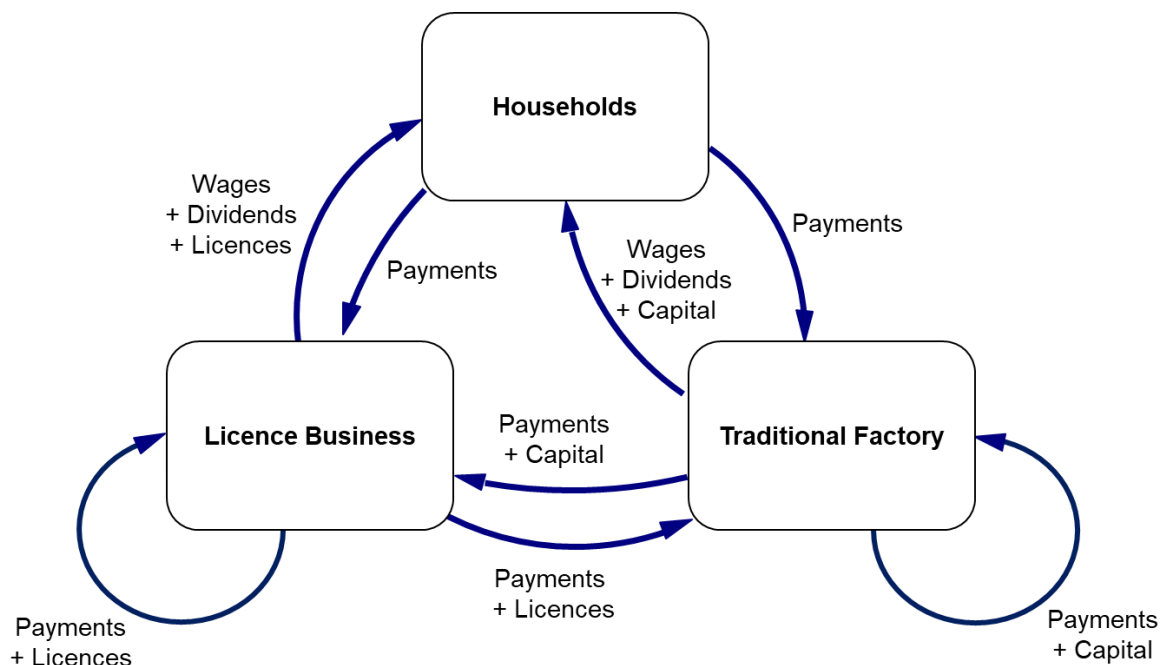 Households
Wages
+ Dividends
+ Licences
Payments
Wages
+ Dividends
+ Capital
Payments
Licence Business
Payments
+ Capital
Traditional Factory
Payments
+ Licences
Payments
+ Licences
Payments
+ Capital